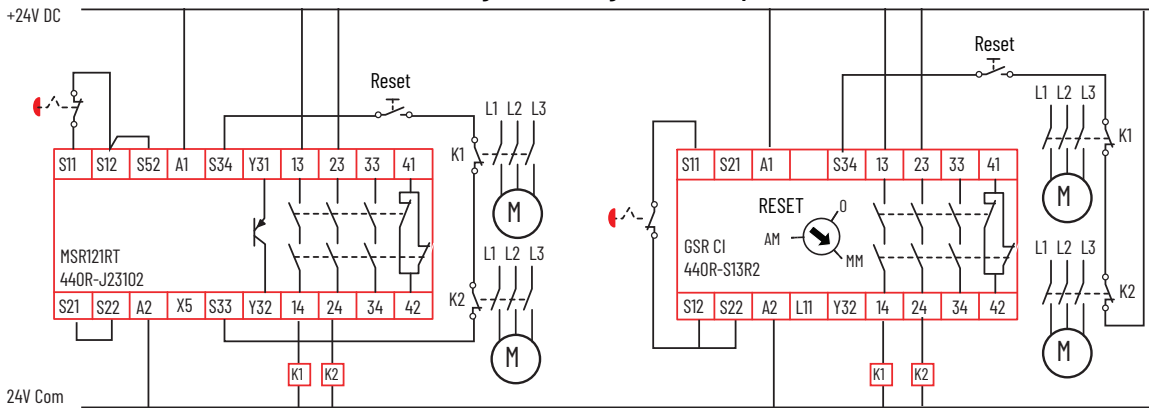 +24V DC
Reset
L1 L2 L3
K1
M
S11 S12 S52 A1 S34 Y31 13 23 33 41
MSR121RT
440R-J23102
S21 S22 A2 X5 S33 Y32 14 24 34 42
L1 L2 L3
K2
M
K1 K2
24V Com
Reset
L1 L2 L3
K1
M
S11 S21 A1 S34 13 23 33 41
RESET
0
AM
MM
GSR CI
440R-S13R2
S12 S22 A2 L11 Y32 14 24 34 42
L1 L2 L3
K2
M
K1 K2